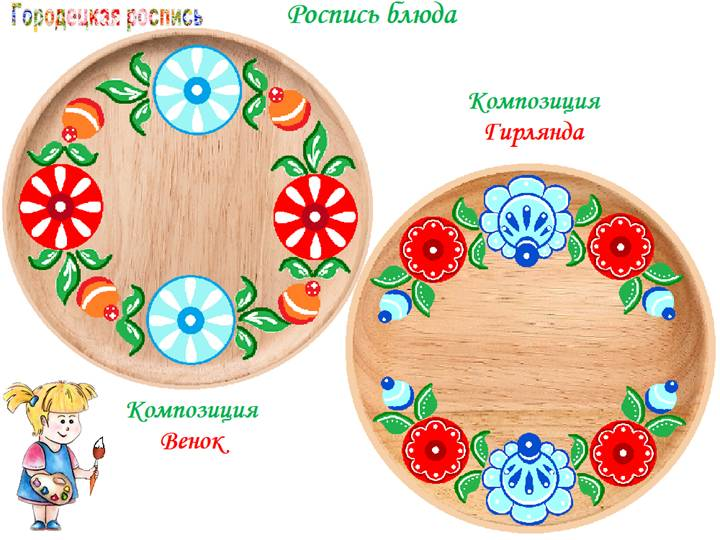 Городецкая роспись
Роспись блюда
Композиция
Гирлянда
Композиция
Венок